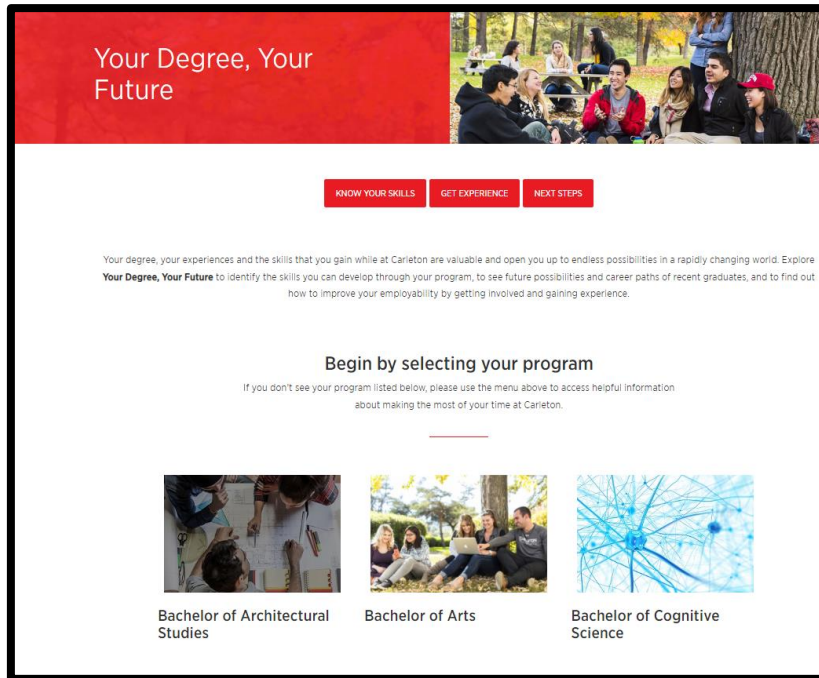 Your Degree, Your
Future
KNOW YOUR SKILLS GET EXPERIENCE NEXT STEPS
Your degree, your experiences and the skills that you gain while at Carleton are valuable and open you up to endless possibilities in a rapidly changing world. Explore
Your Degree, Your Future to identify the skills you can develop through your program, to see future possibilities and career paths of recent graduates, and to find out
how to improve your employability by getting involved and gaining experience.
Begin by selecting your program
If you don't see your program listed below, please use the menu above to access helpful information
about making the most of your time at Carleton.
Bachelor of Architectural
Studies
Bachelor of Arts
Bachelor of Cognitive
Science